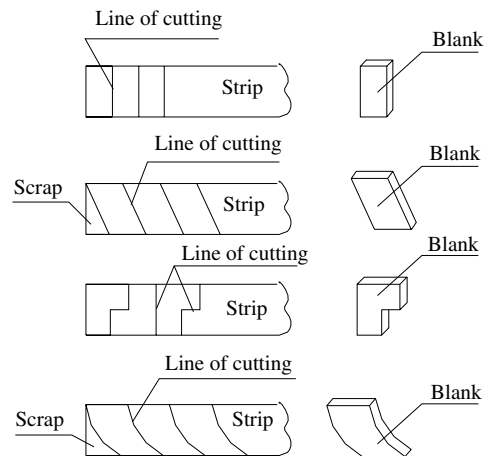 Line of cutting
Blank
Strip
Line of cutting
Blank
Scrap
Strip
Line of cutting
Blank
Strip
Line of cutting
Blank
Scrap
Strip